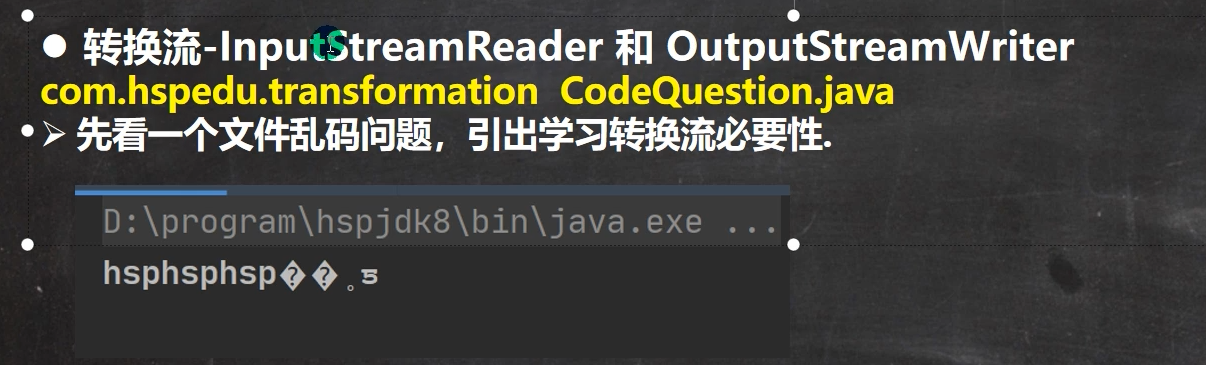 ● 转换流-InputStreamReader 和 OutputStreamWriter
com.hspedu.transformation CodeQuestion.java
➢ 先看一个文件乱码问题，引出学习转换流必要性.
D:\program\hspjdk8\bin\java.exe ...
hsphsphsp��